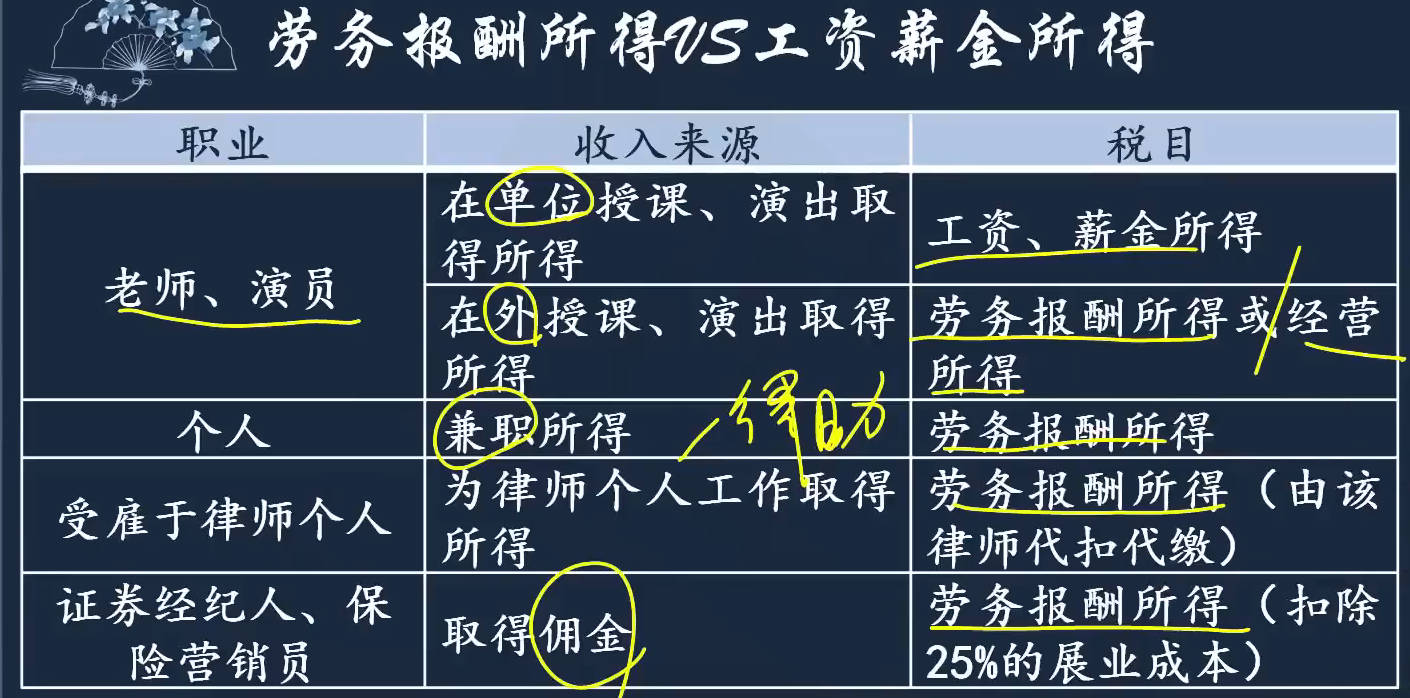 劳务报酬所得VS工资薪金所得
职业
收入来源
税目
老师、演员
在单位授课、演出取
得所得
工资、薪金所得
在外授课、演出取得
所得
劳务报酬所得或经营
所得
个人
兼职所得
劳务报酬所得
受雇于律师个人
为律师个人工作取得
所得
劳务报酬所得（由该
律师代扣代缴）
证券经纪人、保
险营销员
取得佣金
劳务报酬所得（扣除
25%的展业成本）